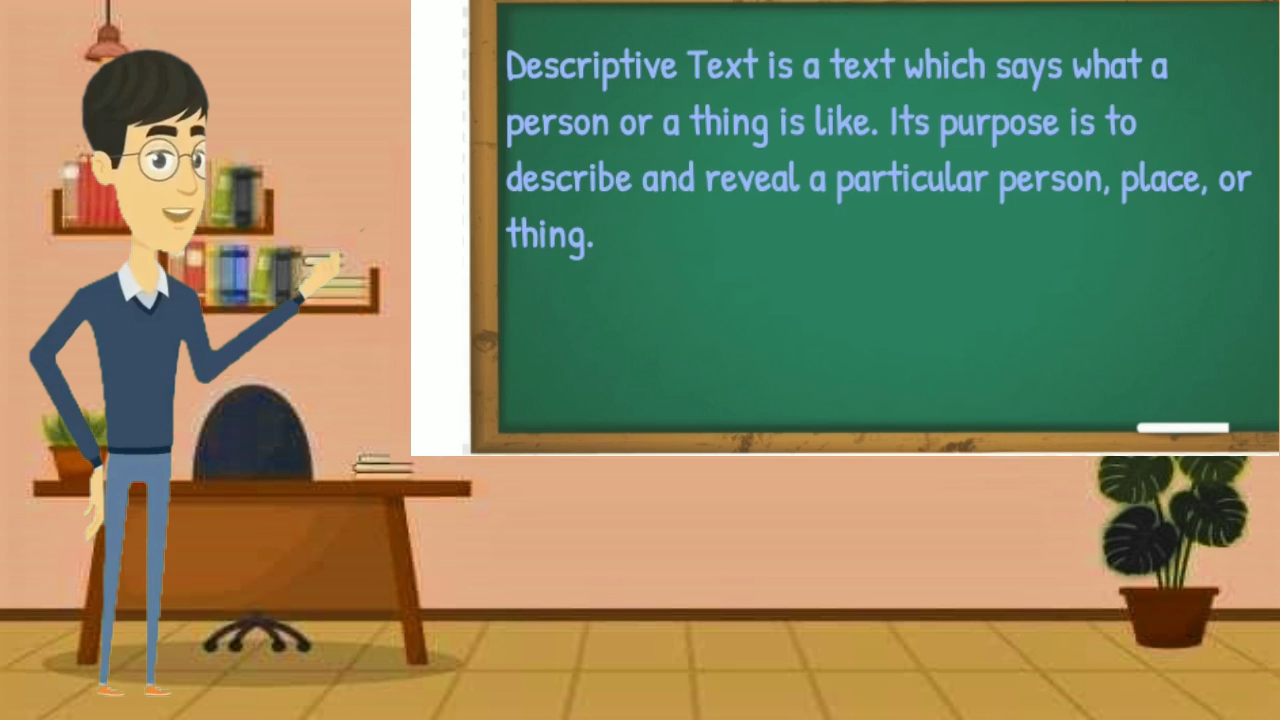 Descriptive Text is a text which says what a
person or a thing is like. Its purpose is to
describe and reveal a particular person, place, or
thing.